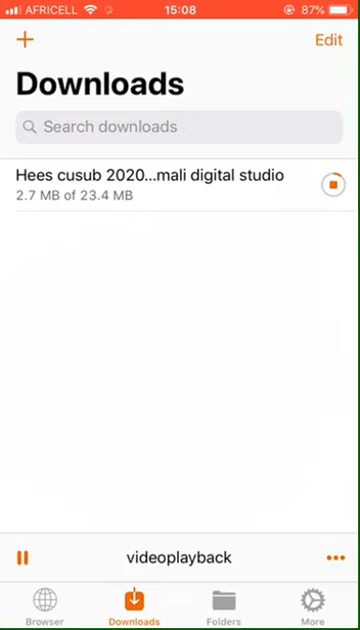 AFRICELL 15:08 87%
Edit
Downloads
Search downloads
Hees cusub 2020...mali digital studio
2.7 MB of 23.4 MB
videoplayback
Browser Downloads Folders More